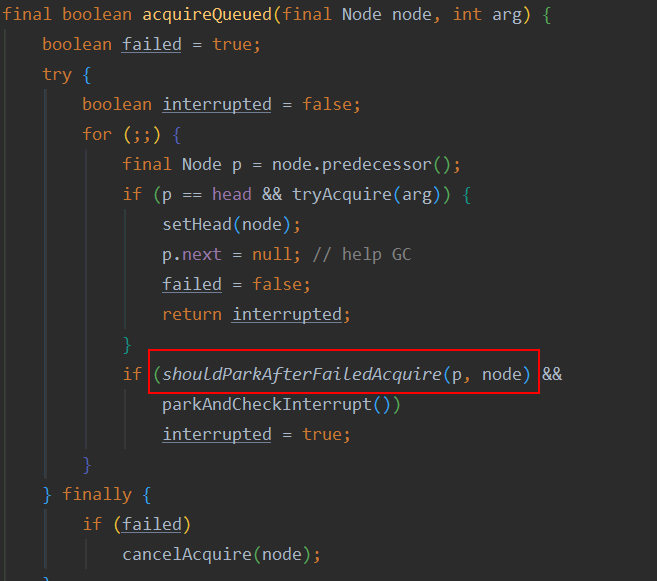 final boolean acquireQueued(final Node node, int arg) {
boolean failed = true;
try {
boolean interrupted = false;
for (;;) {
final Node p = node.predecessor();
if (p == head && tryAcquire(arg)) {
setHead(node);
p.next = null; // help GC
failed = false;
return interrupted;
}
if (shouldParkAfterFailedAcquire(p, node) &&
parkAndCheckInterrupt())
interrupted = true;
}
} finally {
if (failed)
cancelAcquire(node);
}